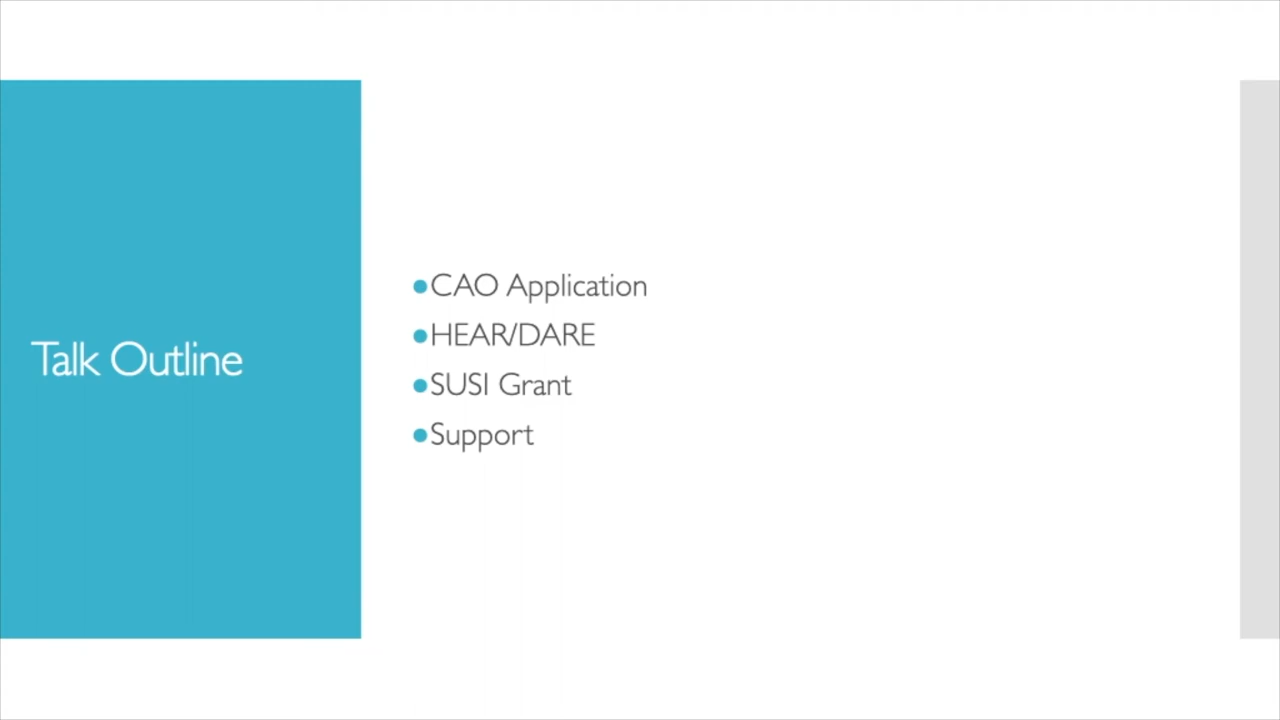 Talk Outline
●CAO Application
●HEAR/DARE
●SUSI Grant
●Support